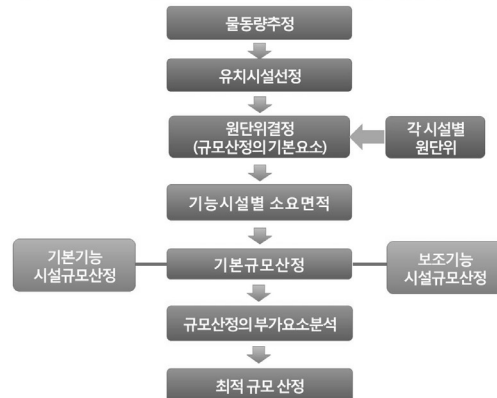 물동량추정
유치시설선정
원단위결정
(규모산정의 기본요소)
각 시설별
원단위
기능시설별 소요면적
기본기능
시설규모산정
기본규모산정
보조기능
시설규모산정
규모산정의 부가요소분석
최적 규모 산정